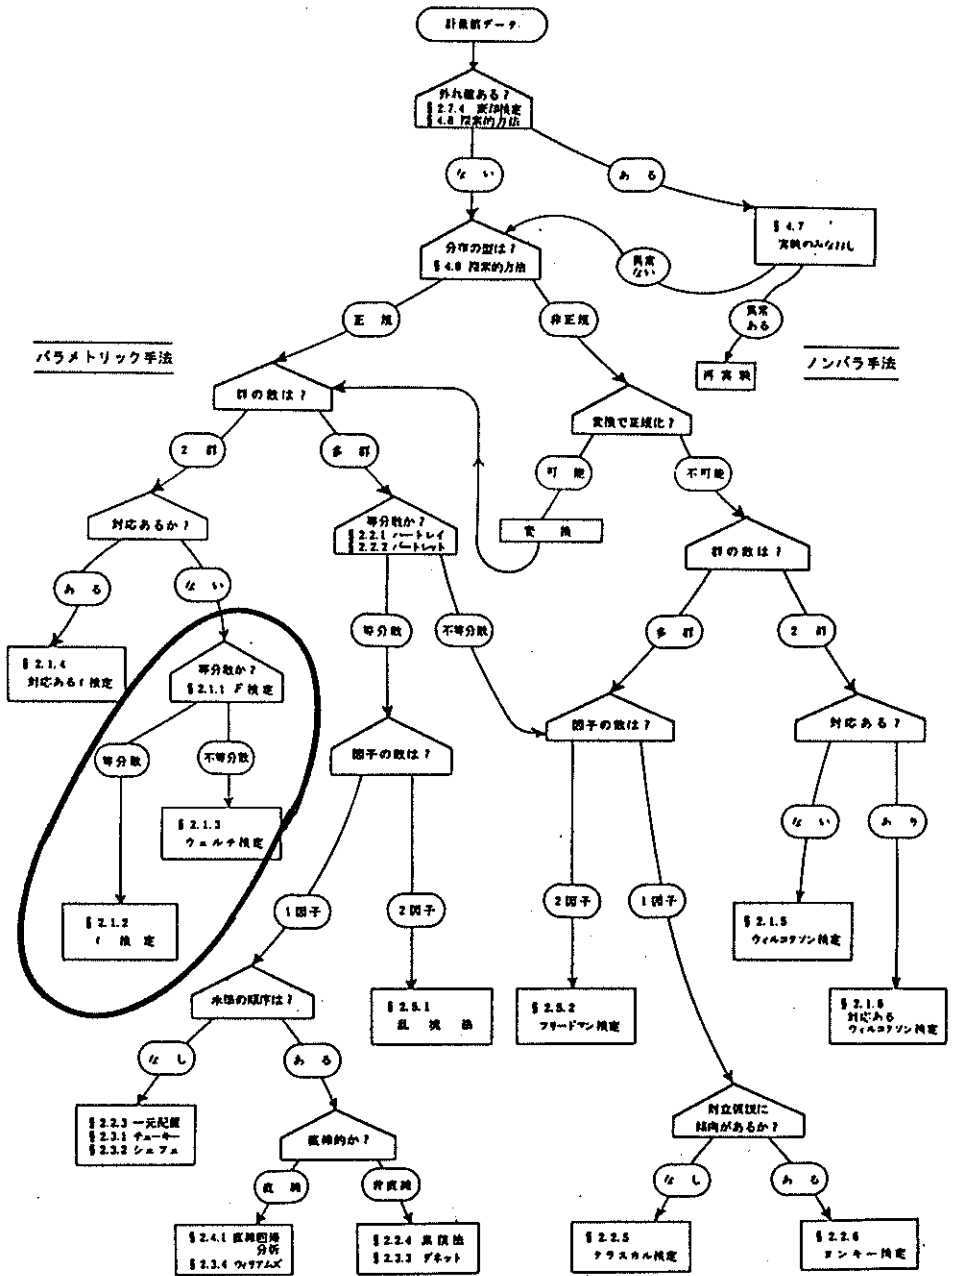 計量値データ
外れ値ある?
§ 2.7.4 棄却検定
§ 4.8 探索的方法
ない
ある
§ 4.7
実験のみなおし
分布の型は?
§ 4.8 探索的方法
異常
ない
異常
ある
再実験
正規
非正規
パラメトリック手法
ノンパラ手法
群の数は?
変換で正規化?
2群
多群
可能
不可能
変換
対応あるか?
等分散か?
§ 2.2.1 ハートレイ
§ 2.2.2 バートレット
群の数は?
ある
ない
等分散
不等分散
多群
2群
§ 2.1.4
対応あるt検定
等分散か?
§ 2.1.1 F検定
因子の数は?
因子の数は?
対応ある?
等分散
不等分散
§ 2.1.3
ウェルチ検定
ない
あり
§ 2.1.2
t 検定
1因子
2因子
2因子
1因子
§ 2.1.5
ウィルコクソン検定
水準の順序は?
§ 2.5.1
乱塊法
§ 2.5.2
フリードマン検定
§ 2.1.6
対応ある
ウィルコクソン検定
なし
ある
§ 2.2.3 一元配置
§ 2.3.1 チューキー
§ 2.3.2 シェフェ
直線的か?
対立仮説に
傾向があるか?
直線
非直線
なし
ある
§ 2.4.1 直線回帰
分析
§ 2.3.4 ウィリアムズ
§ 2.2.4
§ 2.3.3 ダネット
§ 2.2.5
クラスカル検定
§ 2.2.6
ヨンキー検定